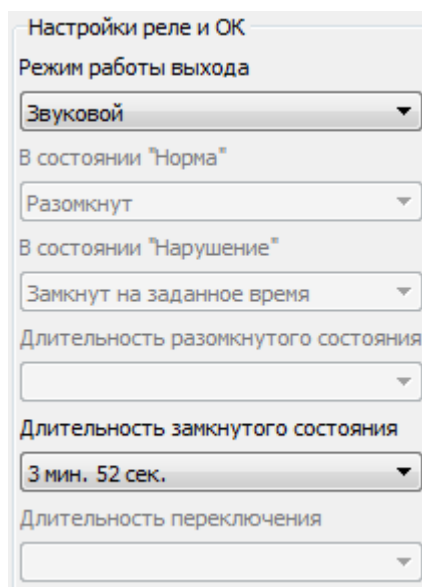 Настройки реле и ОК
Режим работы выхода
Звуковой
В состоянии "Норма"
Разомкнут
В состоянии "Нарушение"
Замкнут на заданное время
Длительность разомкнутого состояния
Длительность замкнутого состояния
3 мин. 52 сек.
Длительность переключения